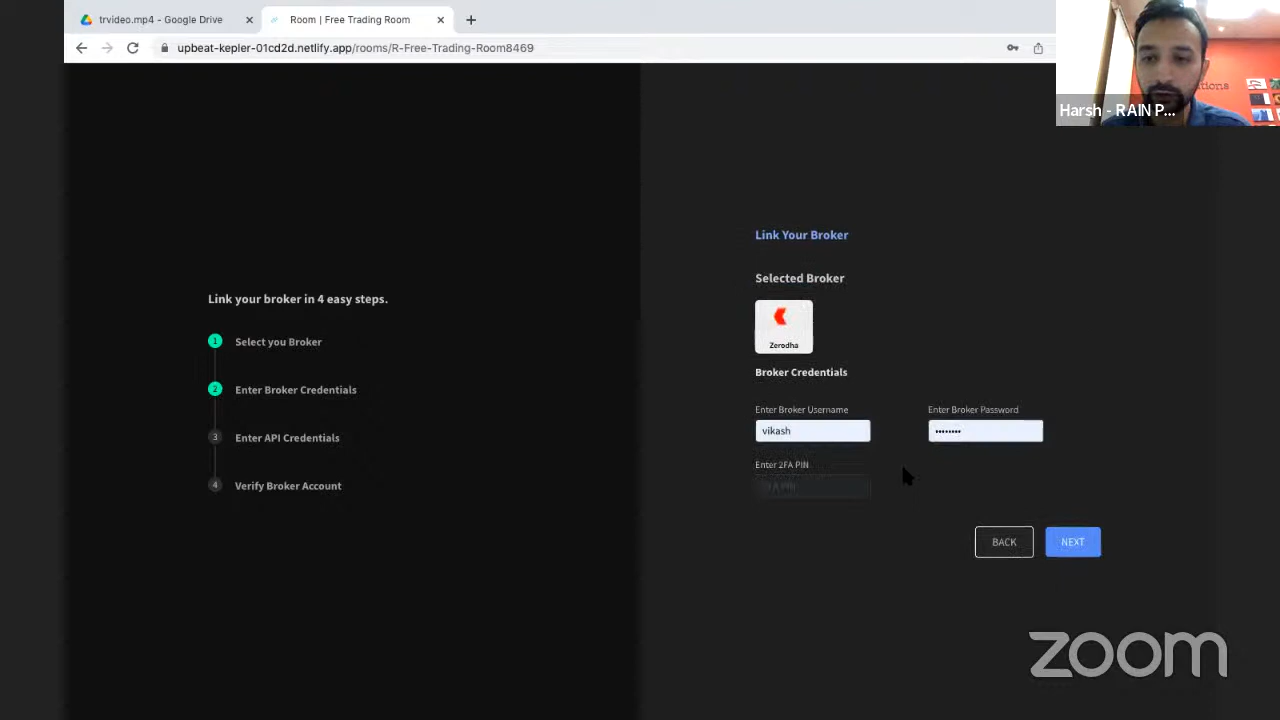 trvideo.mp4 - Google Drive
Room | Free Trading Room
upbeat-kepler-01cd2d.netlify.app/rooms/R-Free-Trading-Room8469
Harsh - RAIN P...
Link Your Broker
Selected Broker
Zerodha
Broker Credentials
Enter Broker Username
Enter Broker Password
vikash
••••••••
Enter 2FA PIN
BACK
NEXT
Link your broker in 4 easy steps.
1 Select you Broker
2 Enter Broker Credentials
3 Enter API Credentials
4 Verify Broker Account
zoom